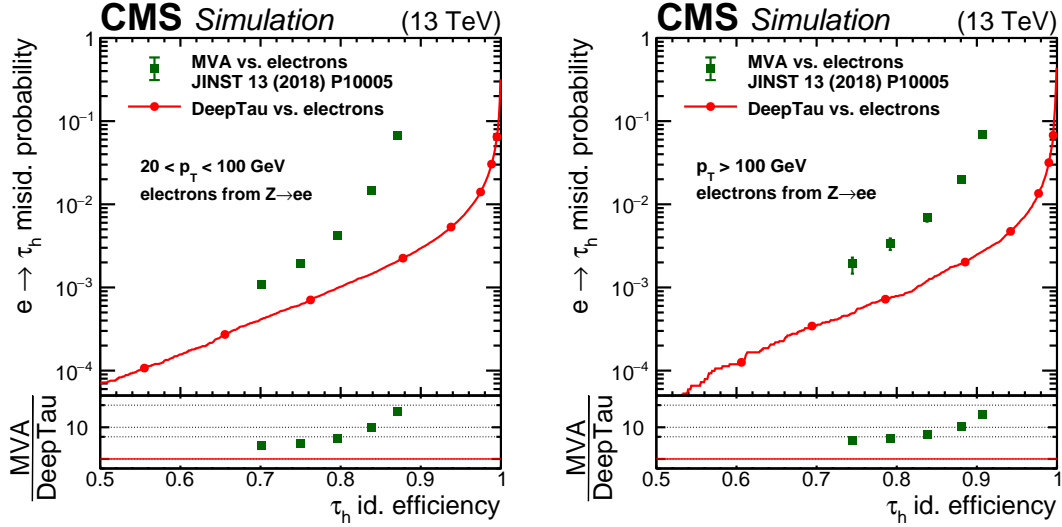 CMS Simulation (13 TeV)
e → τh misid. probability
1
10−1
10−2
10−3
10−4
MVA vs. electrons
JINST 13 (2018) P10005
DeepTau vs. electrons
20 < pT < 100 GeV
electrons from Z→ee
MVA
DeepTau
10
0.5 0.6 0.7 0.8 0.9 1
τh id. efficiency
CMS Simulation (13 TeV)
e → τh misid. probability
1
10−1
10−2
10−3
10−4
MVA vs. electrons
JINST 13 (2018) P10005
DeepTau vs. electrons
pT > 100 GeV
electrons from Z→ee
MVA
DeepTau
10
0.5 0.6 0.7 0.8 0.9 1
τh id. efficiency